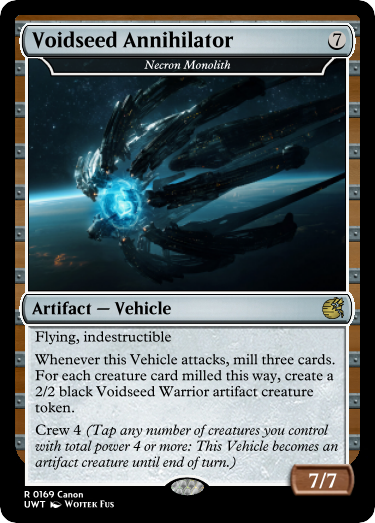 Voidseed Annihilator 7
Necron Monolith
Artifact — Vehicle
Flying, indestructible
Whenever this Vehicle attacks, mill three cards.
For each creature card milled this way, create a
2/2 black Voidseed Warrior artifact creature
token.
Crew 4 (Tap any number of creatures you control
with total power 4 or more: This Vehicle becomes an
artifact creature until end of turn.)
7/7
R 0169 Canon
UWT Wojtek Fus